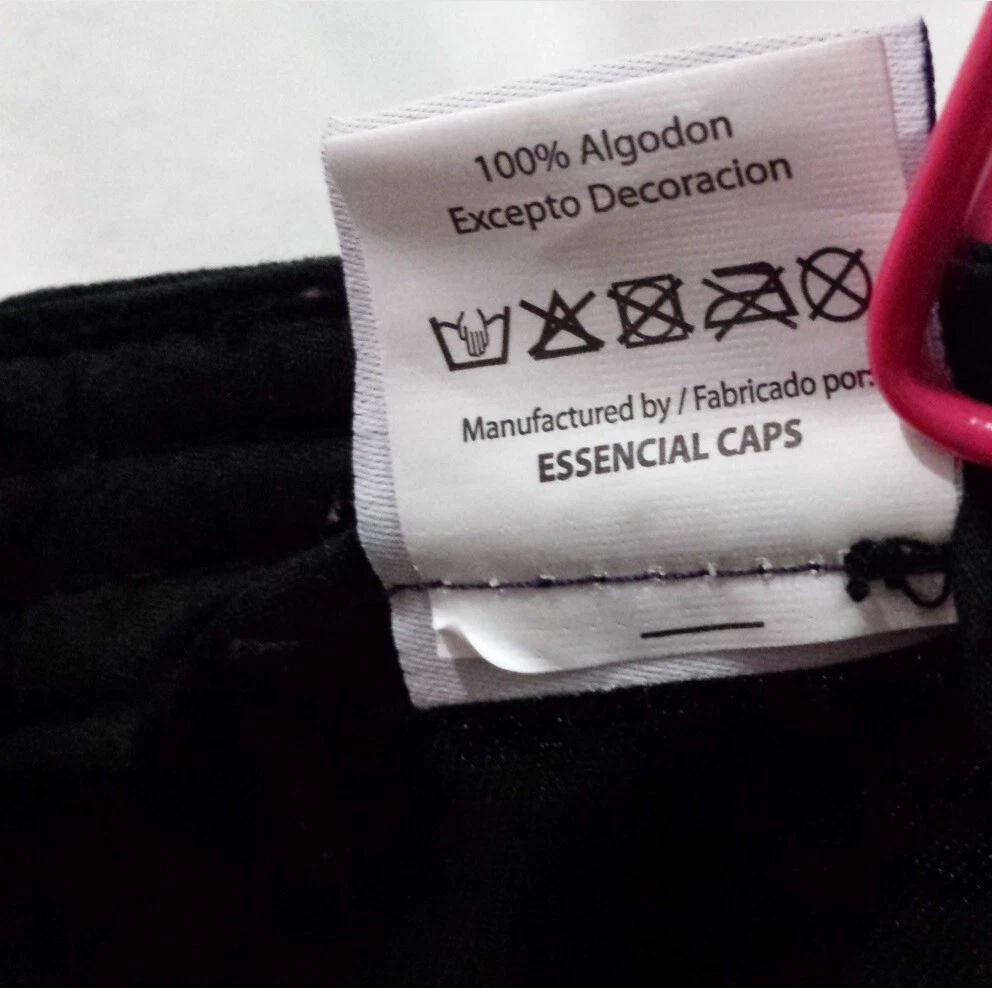 100% Algodon
Excepto Decoracion
Manufactured by / Fabricado por:
ESSENCIAL CAPS